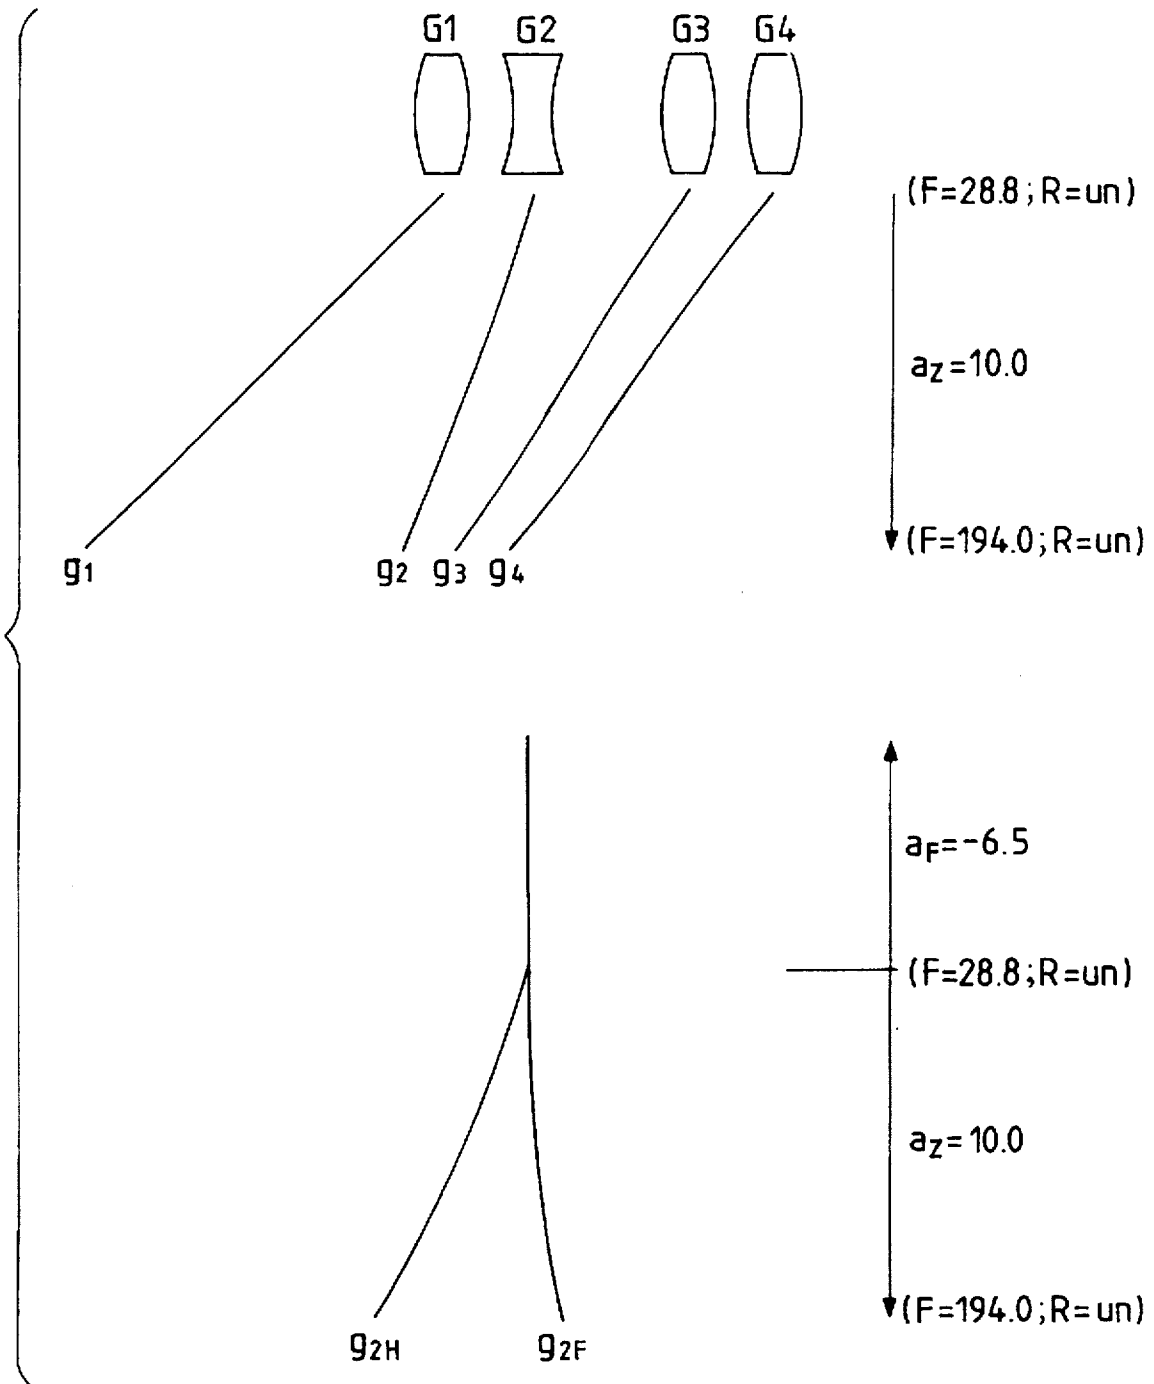 G1 G2 G3 G4
(F=28.8;R=un)
az=10.0
(F=194.0;R=un)
g1 g2 g3 g4
aF=-6.5
(F=28.8;R=un)
az=10.0
(F=194.0;R=un)
g2H g2F